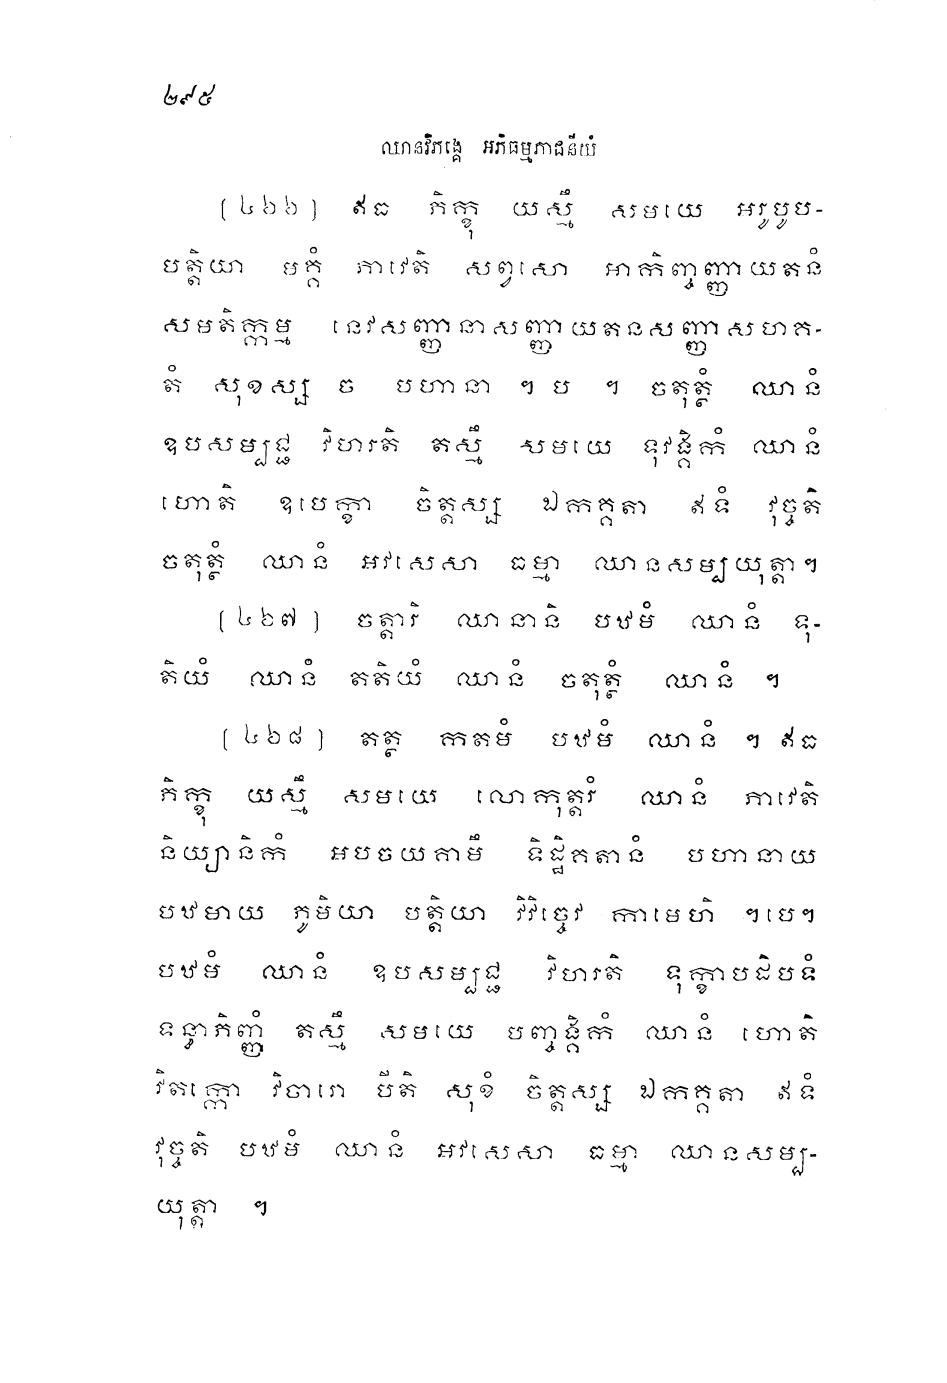 ២៩៥
ឈានវិភង្គេ អភិធម្មភាជនីយំ
[៤៦៦] ឥធ ភិក្ខុ យស្មឹ សមយេ អរូបូប-
បត្តិយា មគ្គំ ភាវេតិ សព្វសោ អាកិញ្ចញ្ញាយតនំ
សមតិក្កម្ម នេវសញ្ញានាសញ្ញាយតនសញ្ញាសហគ-
តំ សុខស្ស ច បហានា ។ ប ។ ចតុត្ថំ ឈានំ
ឧបសម្បជ្ជ វិហរតិ តស្មឹ សមយេ ទុវង្គិកំ ឈានំ
ហោតិ ឧបេក្ខា ចិត្តស្ស ឯកគ្គតា ឥទំ វុច្ចតិ
ចតុត្ថំ ឈានំ អវសេសា ធម្មា ឈានសម្បយុត្តា។
[៤៦៧] ចត្តារិ ឈានានិ បឋមំ ឈានំ ទុ-
តិយំ ឈានំ តតិយំ ឈានំ ចតុត្ថំ ឈានំ ។
[៤៦៨] តត្ថ កតមំ បឋមំ ឈានំ ។ ឥធ
ភិក្ខុ យស្មឹ សមយេ លោកុត្តរំ ឈានំ ភាវេតិ
និយ្យានិកំ អបចយគាមឹ ទិដ្ឋិគតានំ បហានាយ
បឋមាយ ភូមិយា បត្តិយា វិវិច្ចេវ កាមេហិ ។បេ។
បឋមំ ឈានំ ឧបសម្បជ្ជ វិហរតិ ទុក្ខាបដិបទំ
ទន្ធាភិញ្ញំ តស្មឹ សមយេ បញ្ចង្គិកំ ឈានំ ហោតិ
វិតក្កោ វិចារោ បីតិ សុខំ ចិត្តស្ស ឯកគ្គតា ឥទំ
វុច្ចតិ បឋមំ ឈានំ អវសេសា ធម្មា ឈានសម្ប-
យុត្តា ។